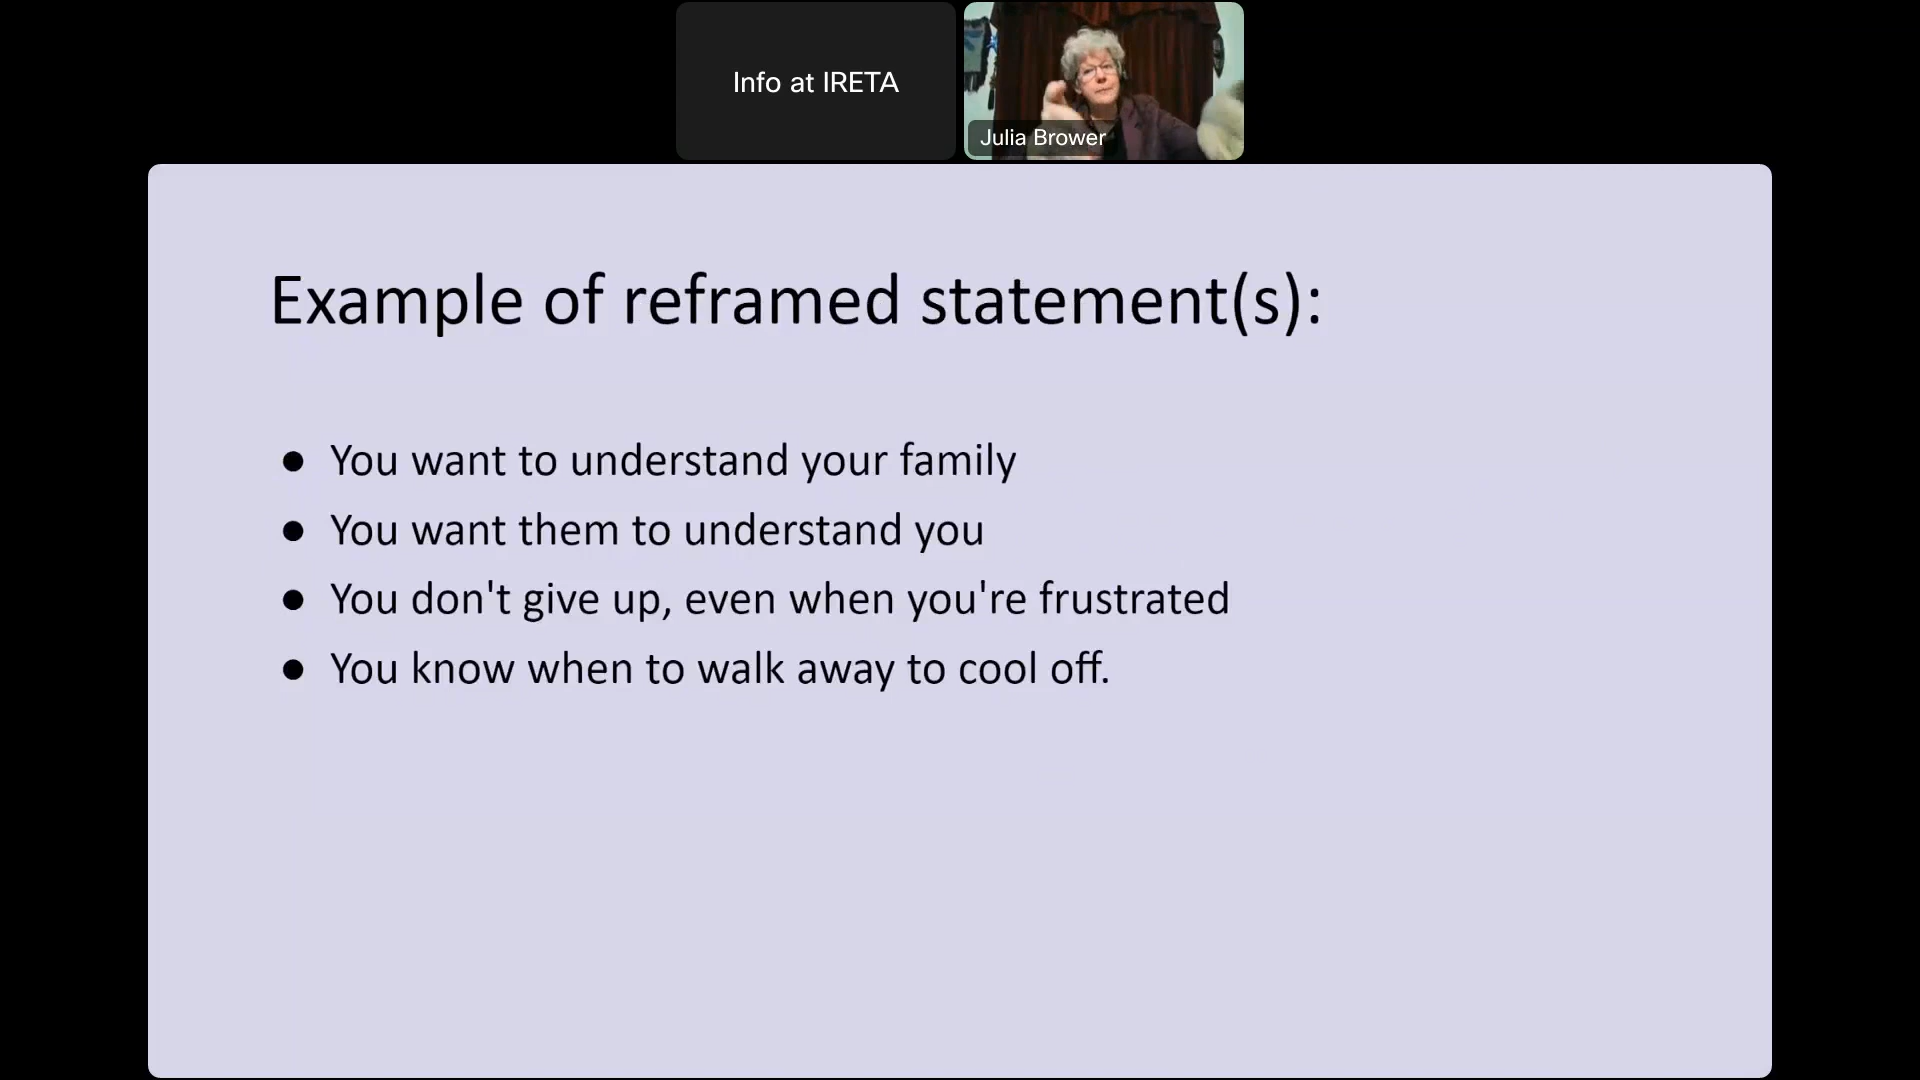 Info at IRETA
Julia Brower
Example of reframed statement(s):
● You want to understand your family
● You want them to understand you
● You don't give up, even when you're frustrated
● You know when to walk away to cool off.